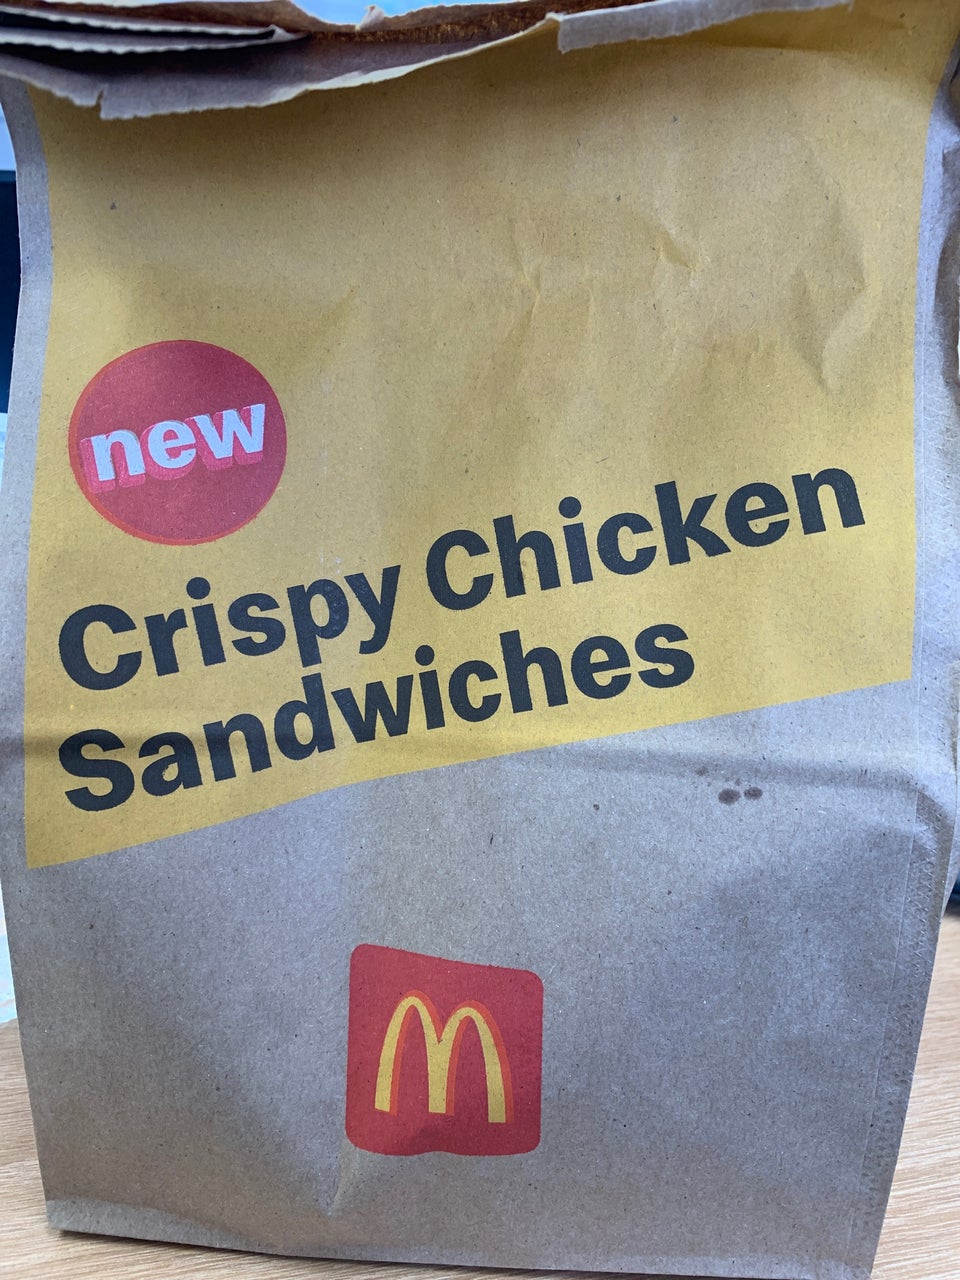 new
Crispy Chicken
Sandwiches
M